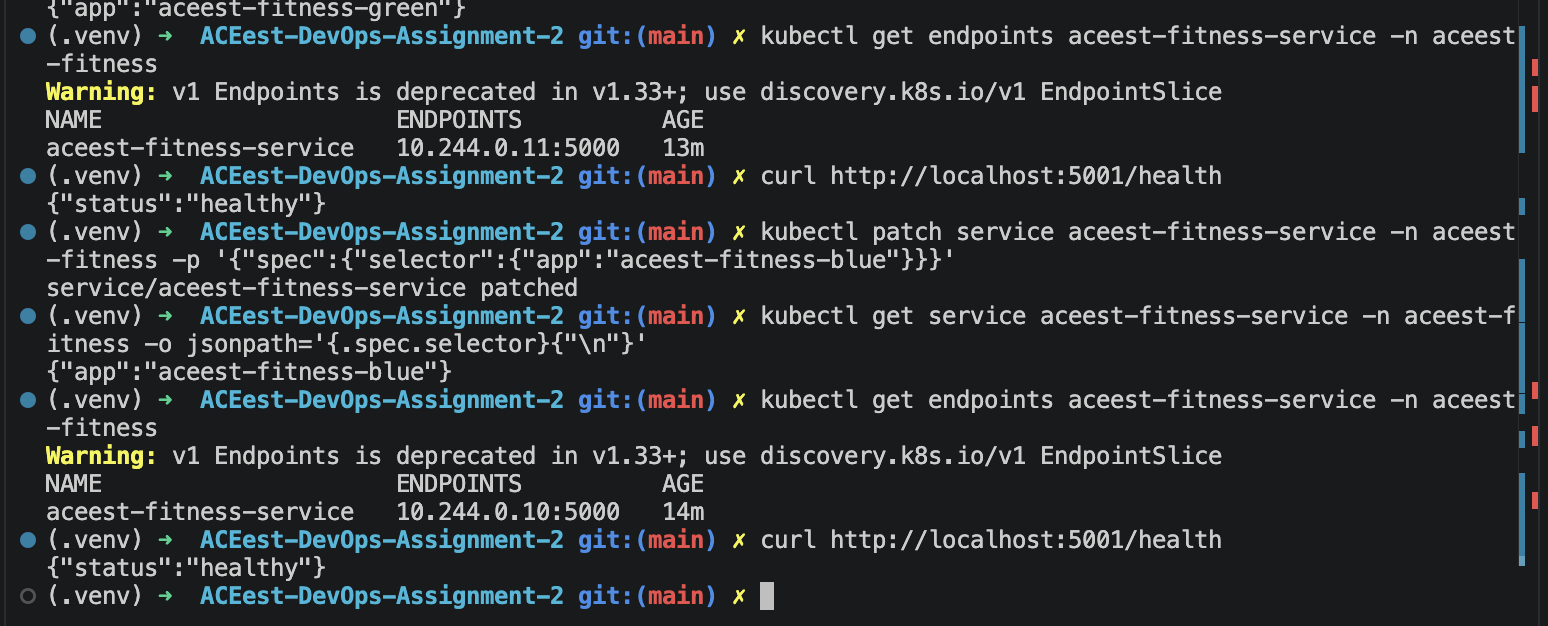 {"app":"aceest-fitness-green"}
(.venv) → ACEest-DevOps-Assignment-2 git:(main) ✗ kubectl get endpoints aceest-fitness-service -n aceest
-fitness
Warning: v1 Endpoints is deprecated in v1.33+; use discovery.k8s.io/v1 EndpointSlice
NAME                     ENDPOINTS          AGE
aceest-fitness-service   10.244.0.11:5000   13m
(.venv) → ACEest-DevOps-Assignment-2 git:(main) ✗ curl http://localhost:5001/health
{"status":"healthy"}
(.venv) → ACEest-DevOps-Assignment-2 git:(main) ✗ kubectl patch service aceest-fitness-service -n aceest
-fitness -p '{"spec":{"selector":{"app":"aceest-fitness-blue"}}}'
service/aceest-fitness-service patched
(.venv) → ACEest-DevOps-Assignment-2 git:(main) ✗ kubectl get service aceest-fitness-service -n aceest-f
itness -o jsonpath='{.spec.selector}{"\n"}'
{"app":"aceest-fitness-blue"}
(.venv) → ACEest-DevOps-Assignment-2 git:(main) ✗ kubectl get endpoints aceest-fitness-service -n aceest
-fitness
Warning: v1 Endpoints is deprecated in v1.33+; use discovery.k8s.io/v1 EndpointSlice
NAME                     ENDPOINTS          AGE
aceest-fitness-service   10.244.0.10:5000   14m
(.venv) → ACEest-DevOps-Assignment-2 git:(main) ✗ curl http://localhost:5001/health
{"status":"healthy"}
(.venv) → ACEest-DevOps-Assignment-2 git:(main) ✗